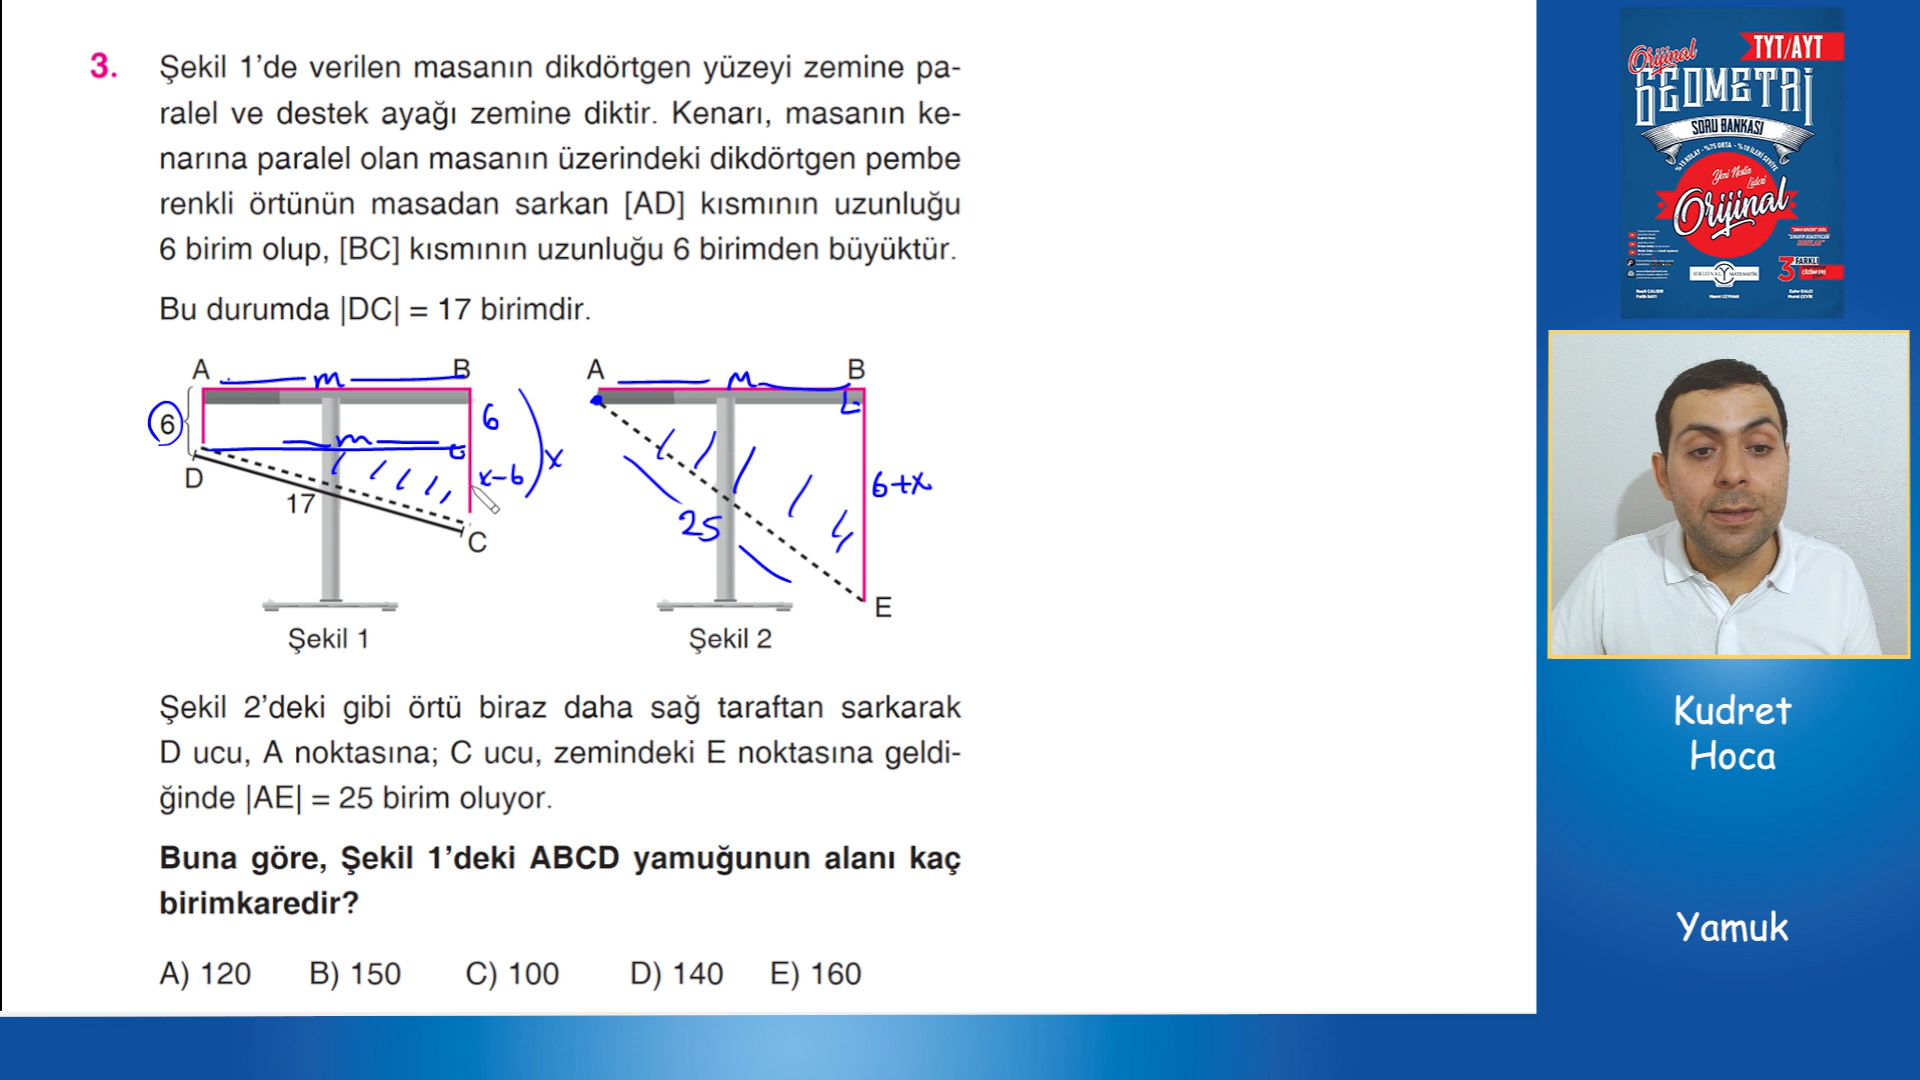 3. Şekil 1’de verilen masanın dikdörtgen yüzeyi zemine pa-
ralel ve destek ayağı zemine diktir. Kenarı, masanın ke-
narına paralel olan masanın üzerindeki dikdörtgen pembe
renkli örtünün masadan sarkan [AD] kısmının uzunluğu
6 birim olup, [BC] kısmının uzunluğu 6 birimden büyüktür.
Bu durumda |DC| = 17 birimdir.
A m B
6
6
m
x
x-6
D
17
C
Şekil 1
A m B
6+x
25
E
Şekil 2
Şekil 2’deki gibi örtü biraz daha sağ taraftan sarkarak
D ucu, A noktasına; C ucu, zemindeki E noktasına geldi-
ğinde |AE| = 25 birim oluyor.
Buna göre, Şekil 1’deki ABCD yamuğunun alanı kaç
birimkaredir?
A) 120 B) 150 C) 100 D) 140 E) 160
TYT/AYT
Orijinal
GEOMETRİ
SORU BANKASI
Yeni Neslin
Lideri
Orijinal
3 FARKLI
Kudret
Hoca
Yamuk